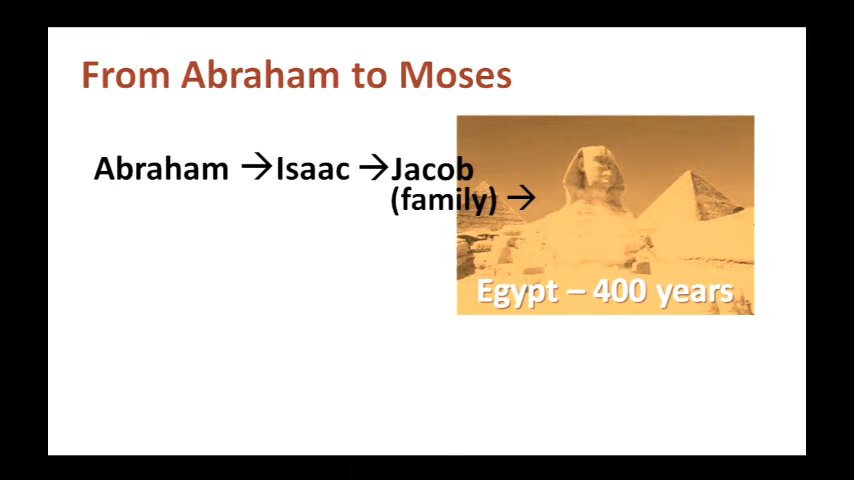 From Abraham to Moses
Abraham →Isaac →Jacob
(family) →
Egypt – 400 years